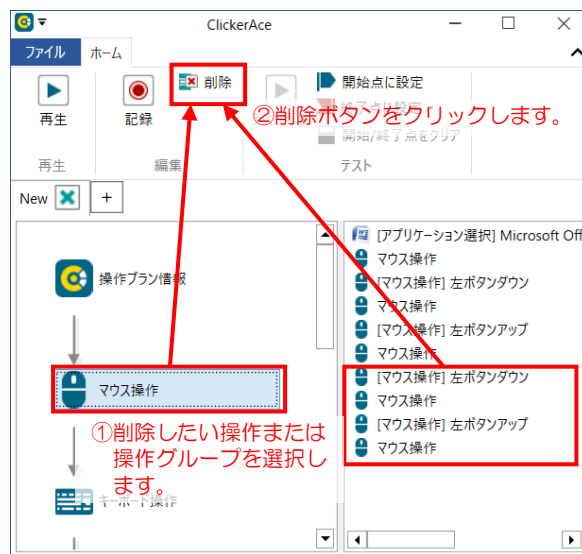 ClickerAce
ファイル ホーム
再生
記録
削除
開始点に設定
終了点に設定
開始/終了点をクリア
②削除ボタンをクリックします。
再生
編集
テスト
New
+
操作プラン情報
マウス操作
①削除したい操作または
操作グループを選択し
ます。
キーボード操作
[アプリケーション選択] Microsoft Off
マウス操作
[マウス操作] 左ボタンダウン
マウス操作
[マウス操作] 左ボタンアップ
マウス操作
[マウス操作] 左ボタンダウン
マウス操作
[マウス操作] 左ボタンアップ
マウス操作